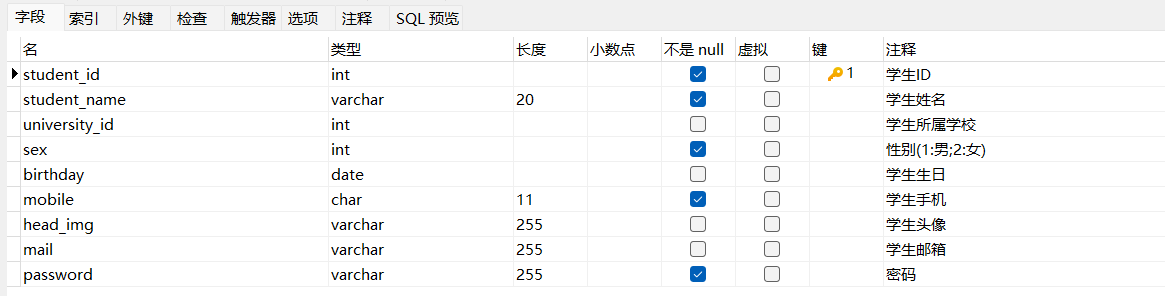 字段 索引 外键 检查 触发器 选项 注释 SQL 预览
名 类型 长度 小数点 不是 null 虚拟 键 注释
student_id int 1 学生ID
student_name varchar 20 学生姓名
university_id int 学生所属学校
sex int 性别(1:男;2:女)
birthday date 学生生日
mobile char 11 学生手机
head_img varchar 255 学生头像
mail varchar 255 学生邮箱
password varchar 255 密码